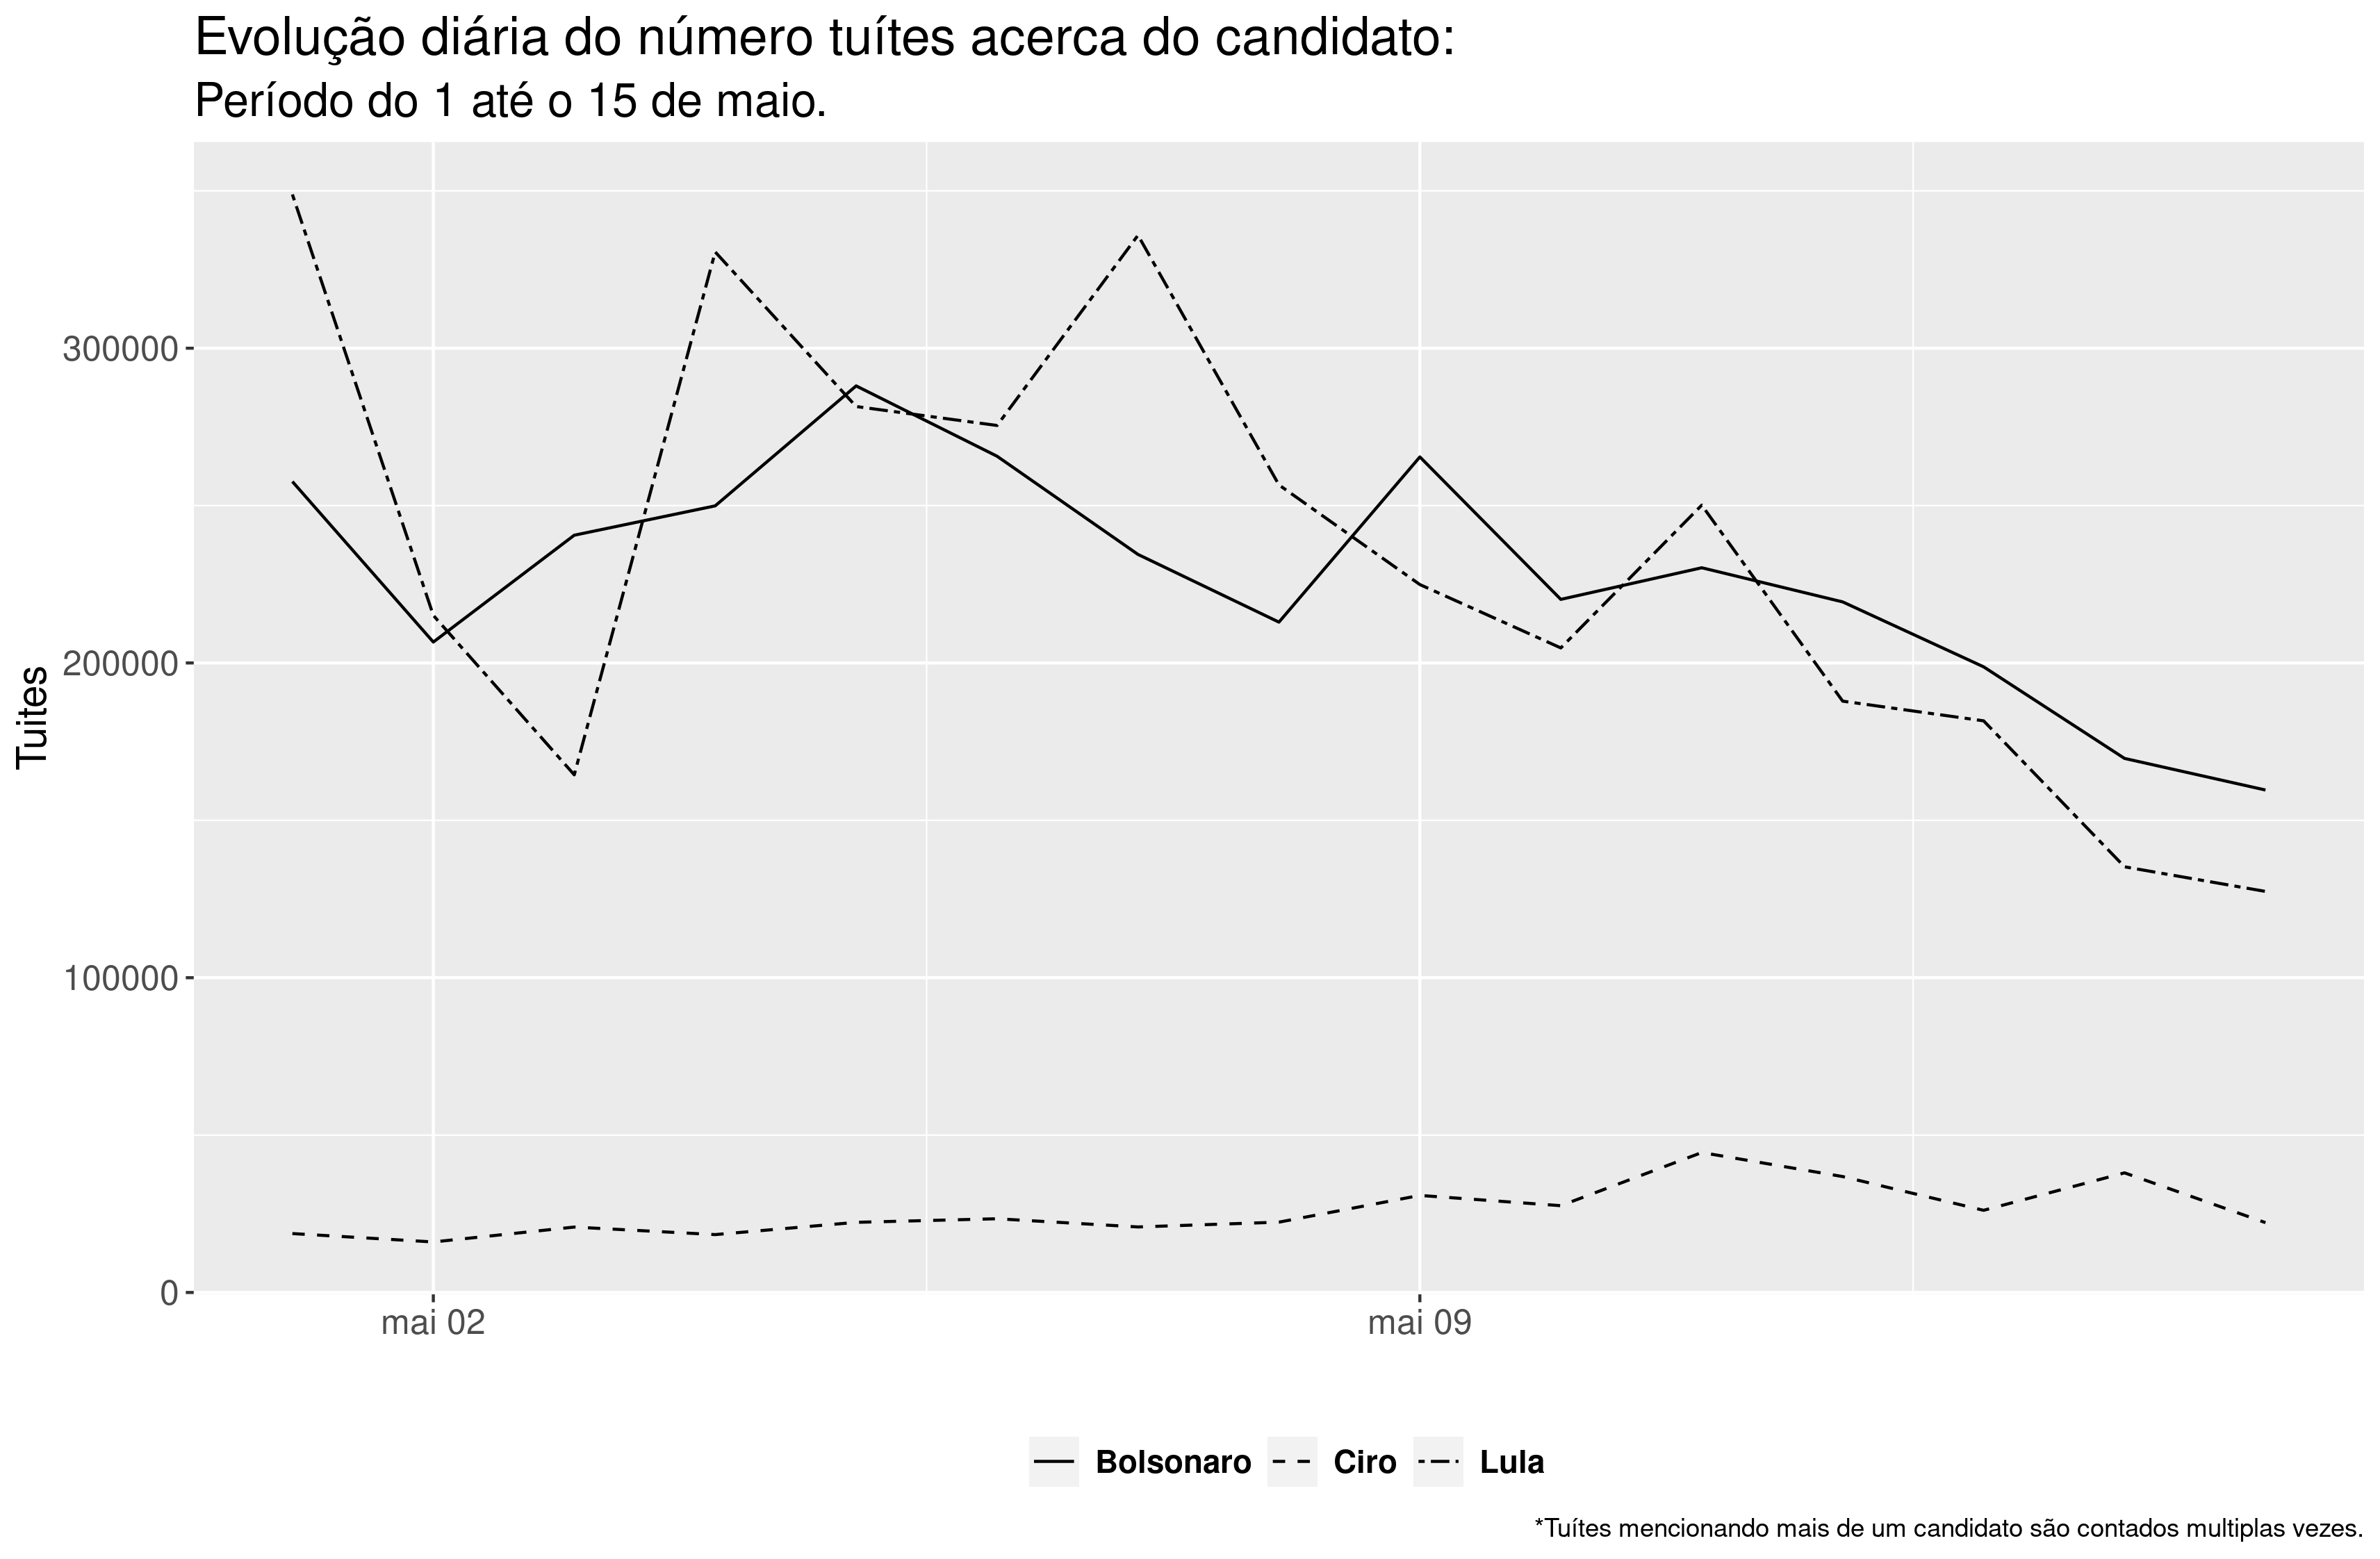 Evolução diária do número tuítes acerca do candidato:
Período do 1 até o 15 de maio.
Tuites
300000
200000
100000
0
mai 02
mai 09
Bolsonaro
Ciro
Lula
*Tuítes mencionando mais de um candidato são contados multiplas vezes.